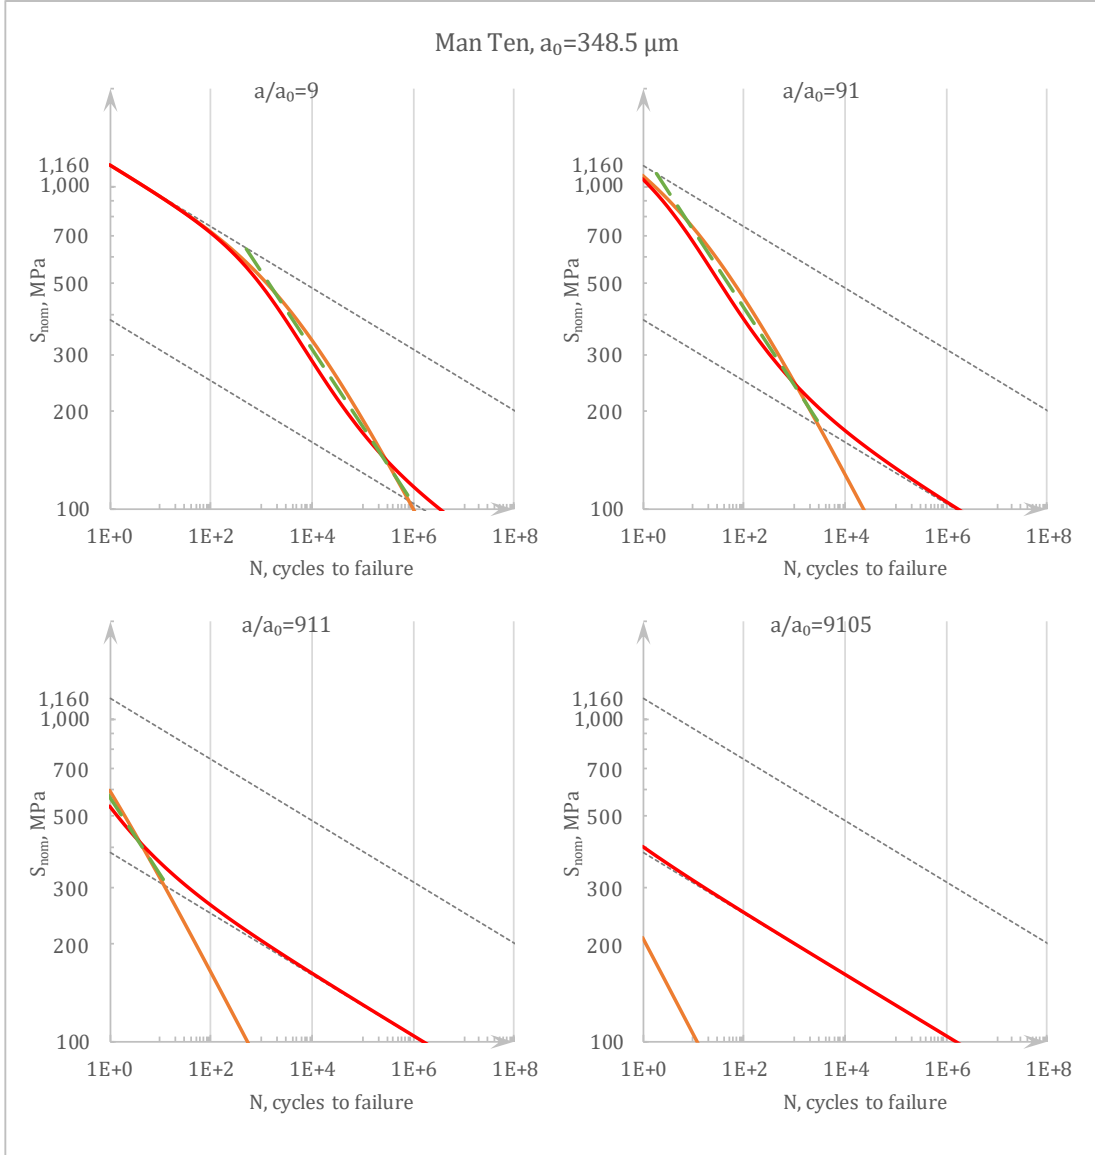 Man Ten, a₀=348.5 µm
a/a₀=9
1,160
1,000
700
500
300
200
100
Sₙₒₘ, MPa
1E+0 1E+2 1E+4 1E+6 1E+8
N, cycles to failure
a/a₀=91
1,160
1,000
700
500
300
200
100
Sₙₒₘ, MPa
1E+0 1E+2 1E+4 1E+6 1E+8
N, cycles to failure
a/a₀=911
1,160
1,000
700
500
300
200
100
Sₙₒₘ, MPa
1E+0 1E+2 1E+4 1E+6 1E+8
N, cycles to failure
a/a₀=9105
1,160
1,000
700
500
300
200
100
Sₙₒₘ, MPa
1E+0 1E+2 1E+4 1E+6 1E+8
N, cycles to failure